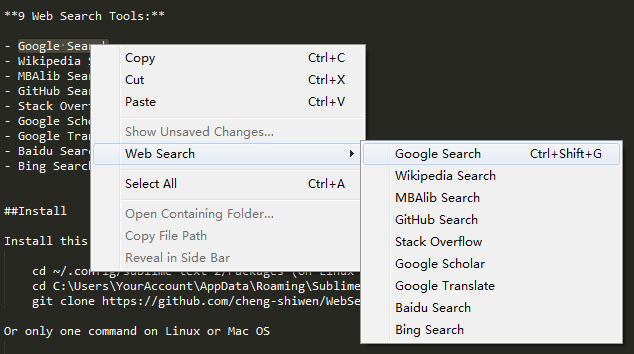 **9 Web Search Tools:**
- Google Search
- Wikipedia S
- MBAlib Sear
- GitHub Sear
- Stack Overf
- Google Scho
- Google Tran
- Baidu Searc
- Bing Search
##Install
Install this
cd ~/.config/sublime-text-2/Packages (on Linux
cd C:\Users\YourAccount\AppData\Roaming\Sublime
git clone https://github.com/cheng-shiwen/WebSe
Or only one command on Linux or Mac OS
Copy Ctrl+C
Cut Ctrl+X
Paste Ctrl+V
Show Unsaved Changes...
Web Search
Select All Ctrl+A
Open Containing Folder...
Copy File Path
Reveal in Side Bar
Google Search Ctrl+Shift+G
Wikipedia Search
MBAlib Search
GitHub Search
Stack Overflow
Google Scholar
Google Translate
Baidu Search
Bing Search